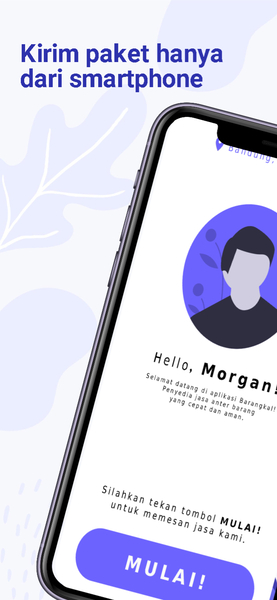 Kirim paket hanya
dari smartphone
Bandung,
Hello, Morgan!
Selamat datang di aplikasi Barangkal!
Penyedia jasa anter barang
yang cepat dan aman.
Silahkan tekan tombol MULAI!
untuk memesan jasa kami.
MULAI!